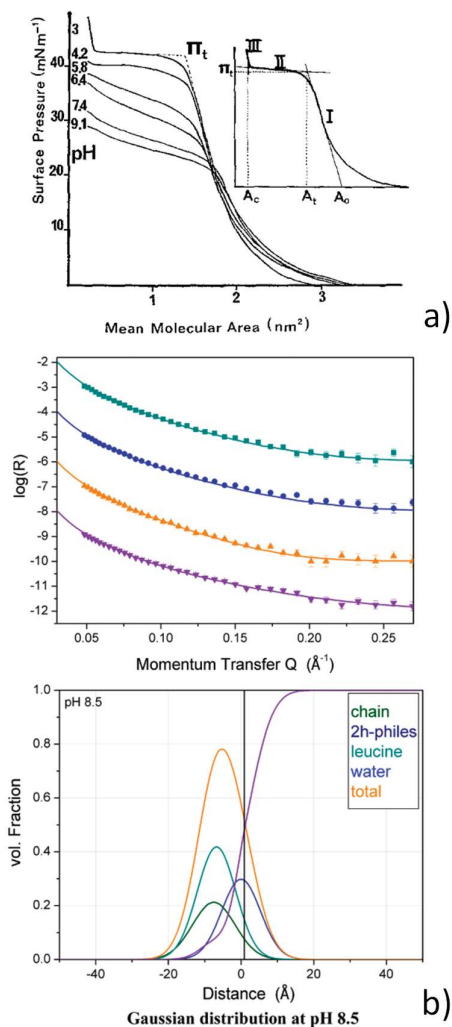 3
4.2
5.8
6.4
7.4
9.1
pH
40
30
20
10
0
Surface Pressure (mNm⁻¹)
1
2
3
Mean Molecular Area (nm²)
πt
III
II
I
πt
Ac
At
Ao
a)
-2
-3
-4
-5
-6
-7
-8
-9
-10
-11
-12
log(R)
0.05
0.10
0.15
0.20
0.25
Momentum Transfer Q (Å⁻¹)
pH 8.5
chain
2h-philes
leucine
water
total
1.0
0.8
0.6
0.4
0.2
0.0
vol. Fraction
-40
-20
0
20
40
Distance (Å)
b)
Gaussian distribution at pH 8.5